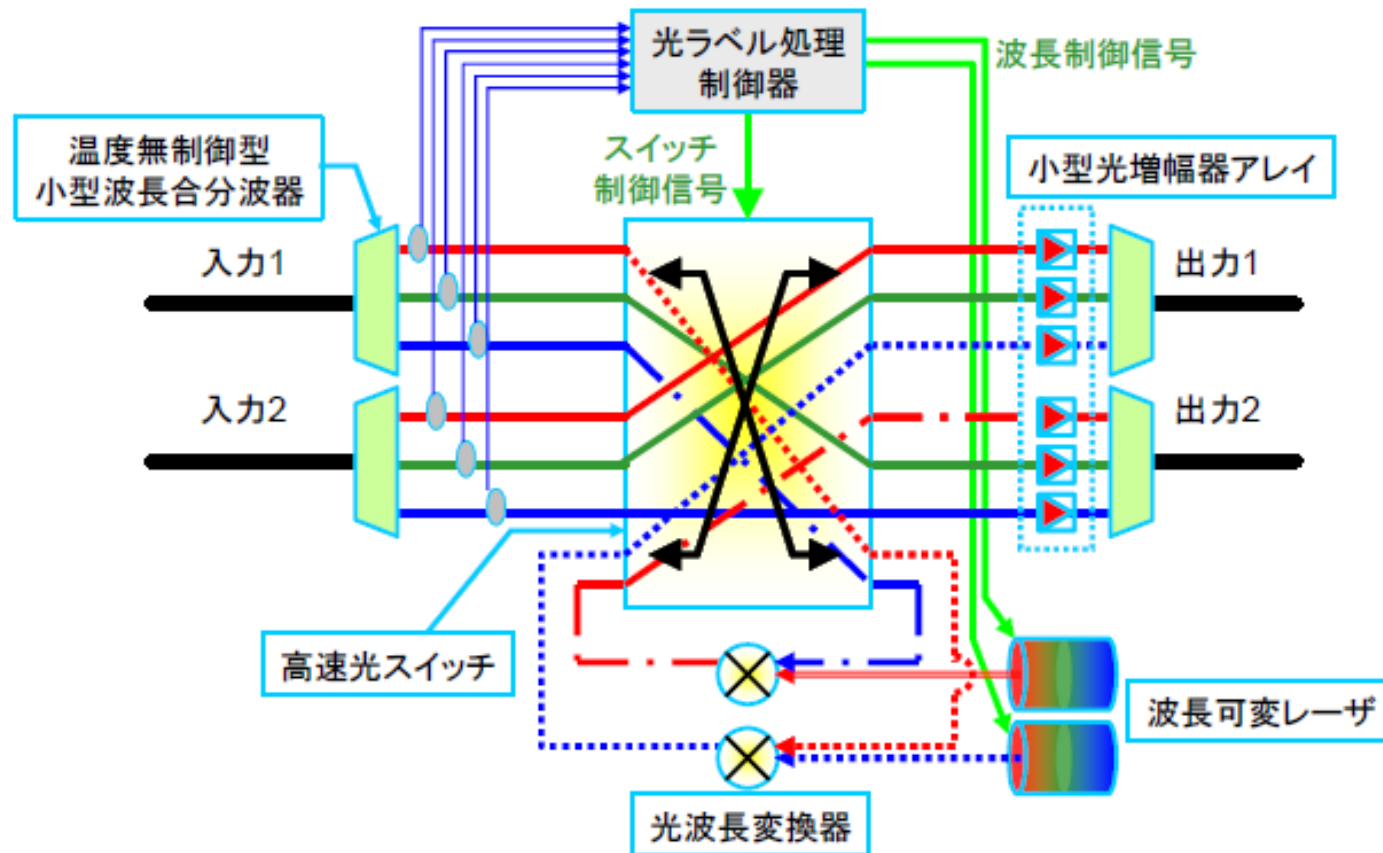 光ラベル処理
制御器
波長制御信号
温度無制御型
小型波長合分波器
スイッチ
制御信号
小型光増幅器アレイ
入力1
出力1
入力2
出力2
高速光スイッチ
波長可変レーザ
光波長変換器